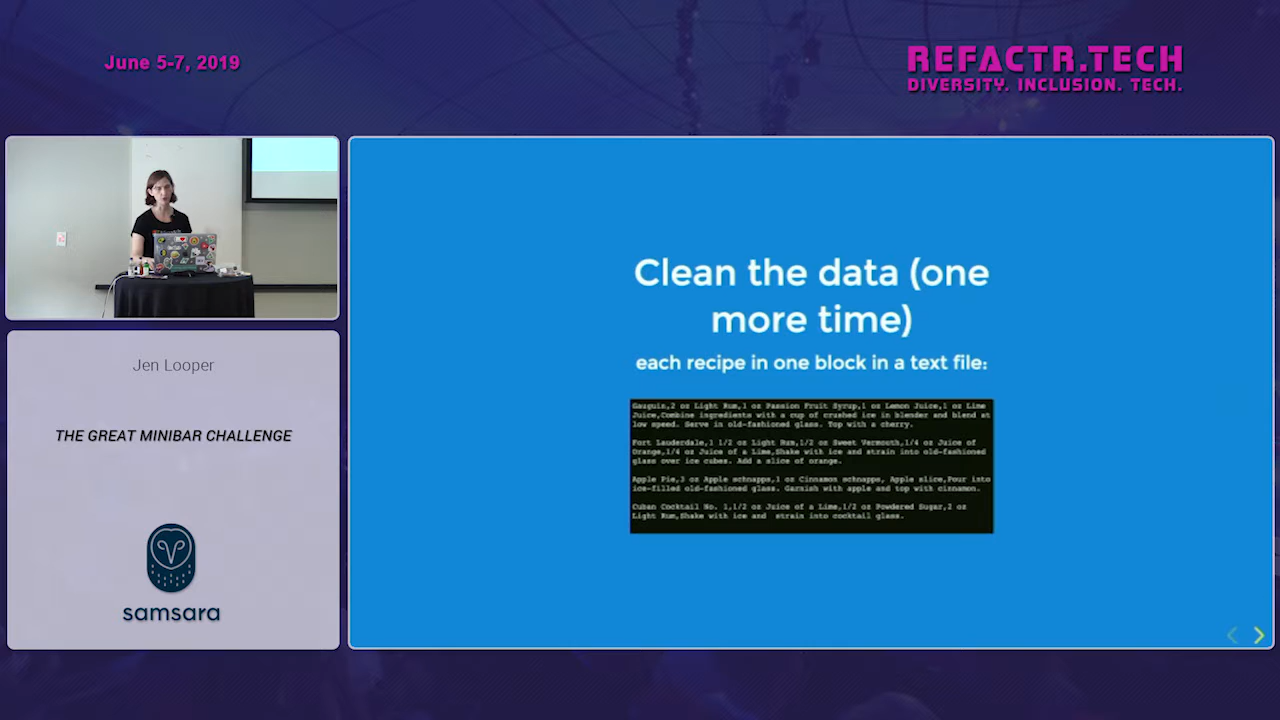 June 5-7, 2019
REFACTR.TECH
DIVERSITY. INCLUSION. TECH.
Jen Looper
THE GREAT MINIBAR CHALLENGE
samsara
Clean the data (one
more time)
each recipe in one block in a text file:
Gauguin,2 oz Light Rum,1 oz Passion Fruit Syrup,1 oz Lemon Juice,1 oz Lime
Juice,Combine ingredients with a cup of crushed ice in blender and blend at
low speed. Serve in old-fashioned glass. Top with a cherry.
Fort Lauderdale,1 1/2 oz Light Rum,1/2 oz Sweet Vermouth,1/4 oz Juice of
Orange,1/4 oz Juice of a Lime,Shake with ice and strain into old-fashioned
glass over ice cubes. Add a slice of orange.
Apple Pie,3 oz Apple schnapps,1 oz Cinnamon schnapps, Apple slice,Pour into
ice-filled old-fashioned glass. Garnish with apple and top with cinnamon.
Cuban Cocktail No. 1,1/2 oz Juice of a Lime,1/2 oz Powdered Sugar,2 oz
Light Rum,Shake with ice and strain into cocktail glass.